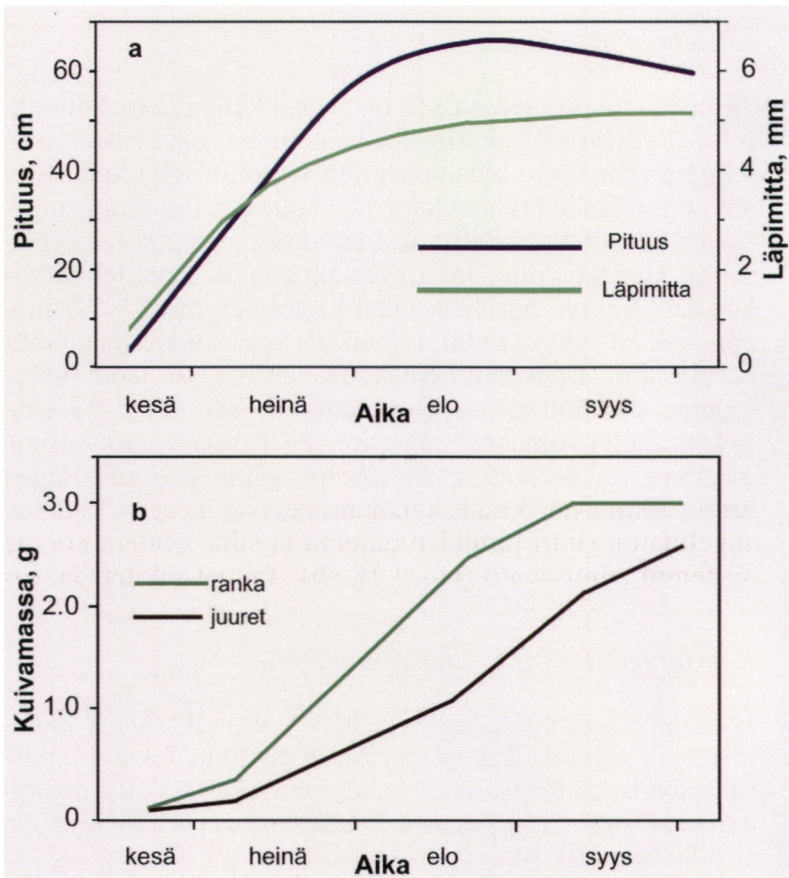 a
Pituus, cm
60
40
20
0
6
4
2
0
Läpimitta, mm
Pituus
Läpimitta
kesä heinä elo syys
Aika
b
Kuivamassa, g
3.0
2.0
1.0
0
ranka
juuret
kesä heinä elo syys
Aika